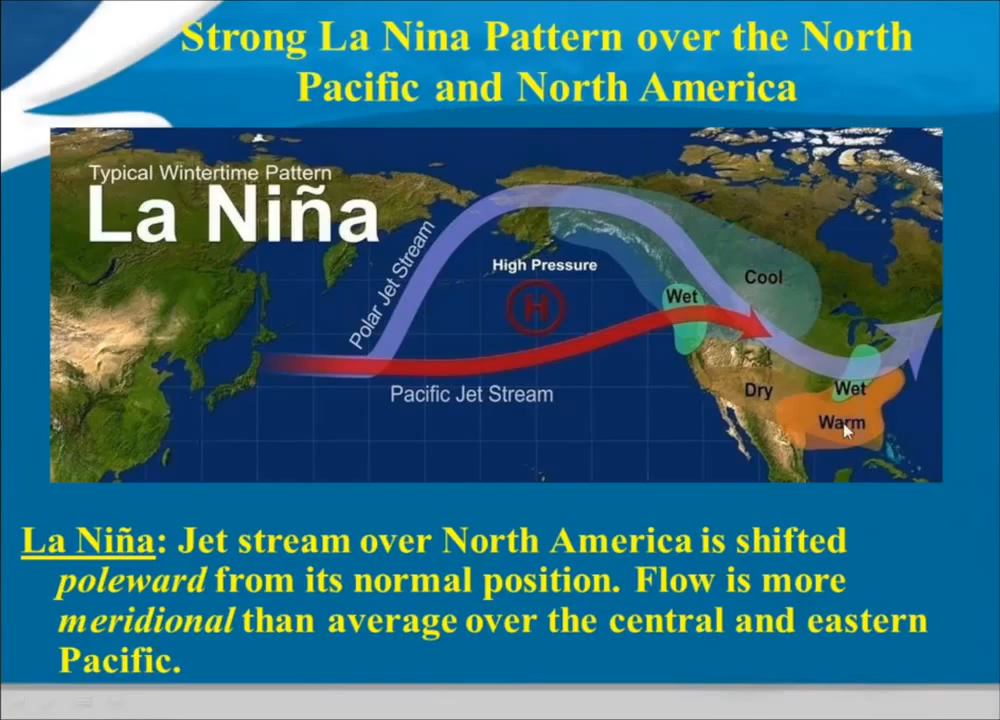 Strong La Nina Pattern over the North
Pacific and North America
Typical Wintertime Pattern
La Niña
Polar Jet Stream
High Pressure
H
Wet
Cool
Pacific Jet Stream
Dry
Wet
Warm
La Niña: Jet stream over North America is shifted
poleward from its normal position. Flow is more
meridional than average over the central and eastern
Pacific.